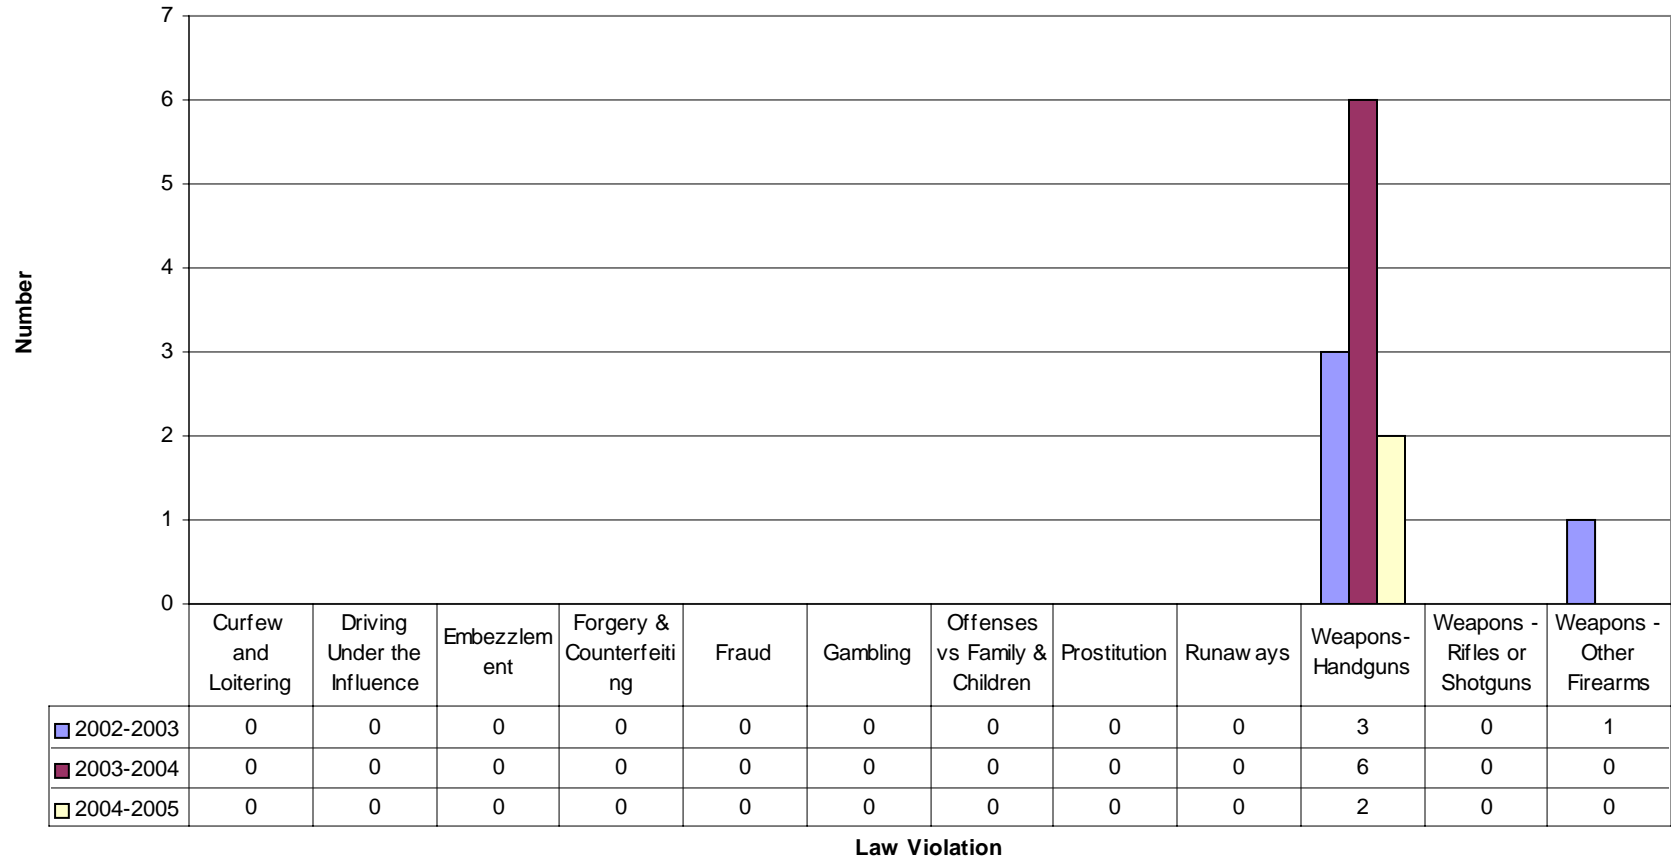 7
6
5
4
3
2
1
0
Number
Curfew
and
Loitering
Driving
Under the
Influence
Embezzlem
ent
Forgery &
Counterfeiti
ng
Fraud
Gambling
Offenses
vs Family &
Children
Prostitution
Runaways
Weapons-
Handguns
Weapons -
Rifles or
Shotguns
Weapons -
Other
Firearms
2002-2003 0 0 0 0 0 0 0 0 0 3 0 1
2003-2004 0 0 0 0 0 0 0 0 0 6 0 0
2004-2005 0 0 0 0 0 0 0 0 0 2 0 0
Law Violation